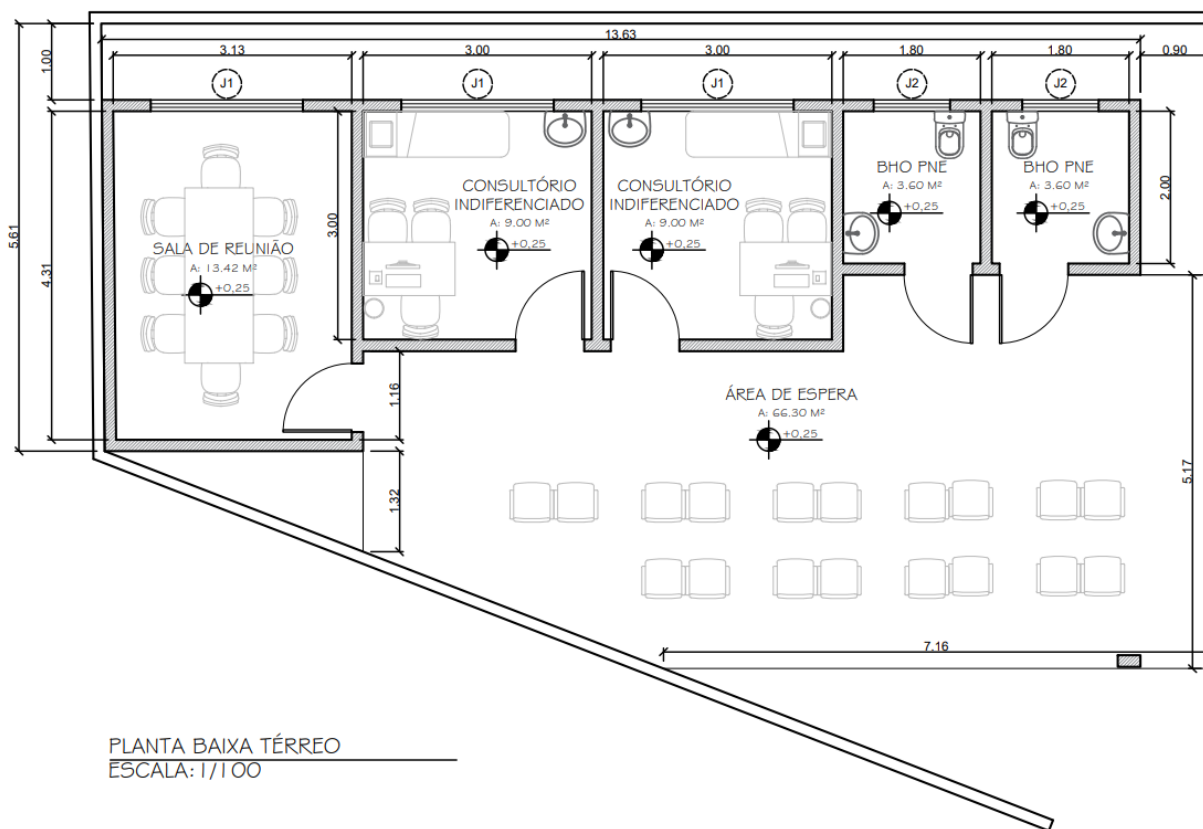 13.63
3.13
3.00
3.00
1.80
1.80
0.90
1.00
J1
J1
J1
J2
J2
5.61
4.31
3.00
2.00
SALA DE REUNIÃO
A: 13.42 M²
+0,25
CONSULTÓRIO
INDIFERENCIADO
A: 9.00 M²
+0,25
CONSULTÓRIO
INDIFERENCIADO
A: 9.00 M²
+0,25
BHO PNE
A: 3.60 M²
+0,25
BHO PNE
A: 3.60 M²
+0,25
1.16
ÁREA DE ESPERA
A: 66.30 M²
+0,25
1.32
5.17
7.16
PLANTA BAIXA TÉRREO
ESCALA: 1/100